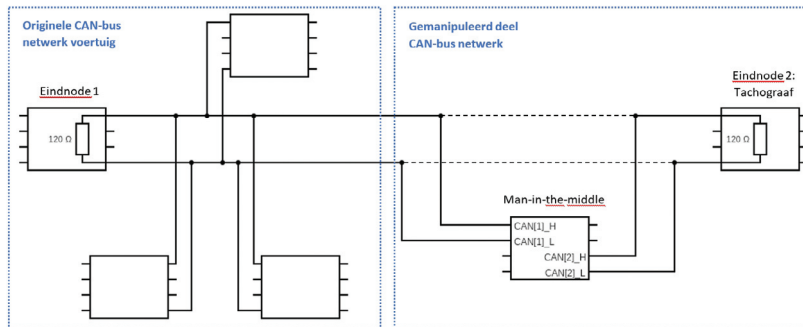 Originele CAN-bus
netwerk voertuig
Gemanipuleerd deel
CAN-bus netwerk
Eindnode 1
120 Ω
Eindnode 2:
Tachograaf
120 Ω
Man-in-the-middle
CAN[1]_H
CAN[1]_L
CAN[2]_H
CAN[2]_L